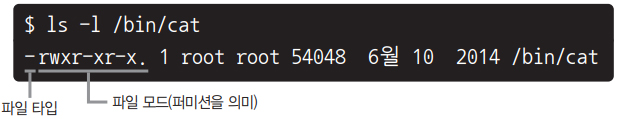 $ ls -l /bin/cat
-rwxr-xr-x. 1 root root 54048  6월 10  2014 /bin/cat
파일 타입
파일 모드(퍼미션을 의미)